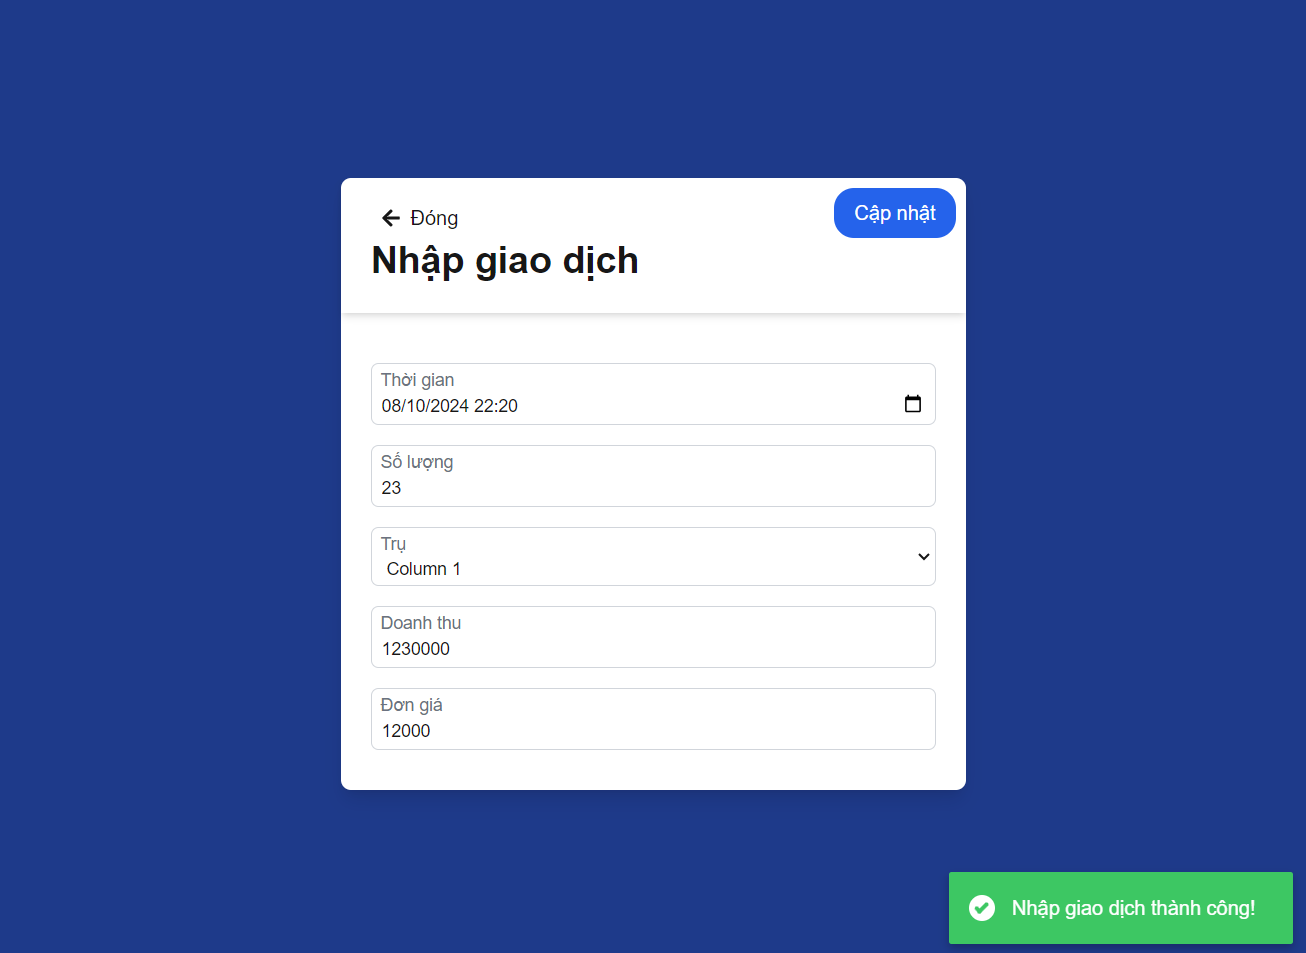 Đóng
Cập nhật
Nhập giao dịch
Thời gian
08/10/2024 22:20
Số lượng
23
Trụ
Column 1
Doanh thu
1230000
Đơn giá
12000
Nhập giao dịch thành công!